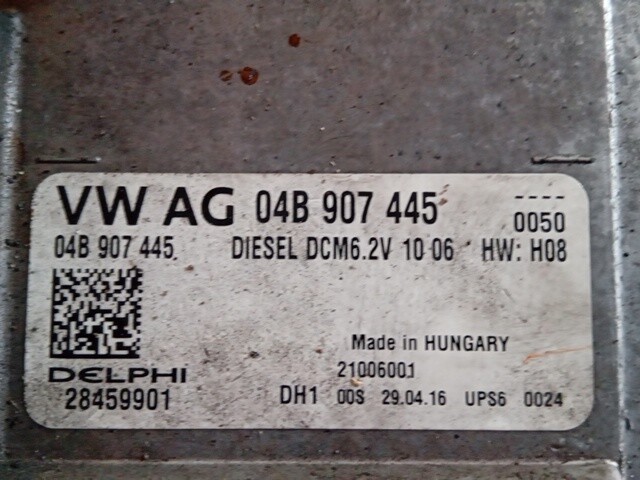 VW AG 04B 907 445 ----
0050
04B 907 445 DIESEL DCM6.2V 10 06 HW: H08
Made in HUNGARY
DELPHI 21006001
28459901 DH1 00S 29.04.16 UPS6 0024